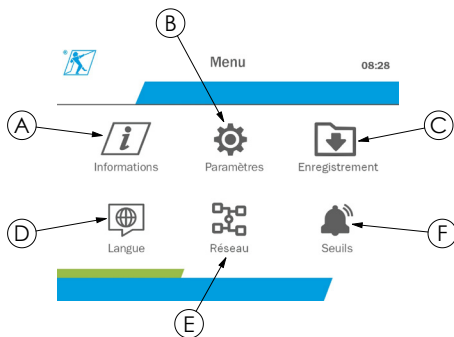 B
Menu 08:28
A C
Informations Paramètres Enregistrement
D F
Langue Réseau Seuils
E